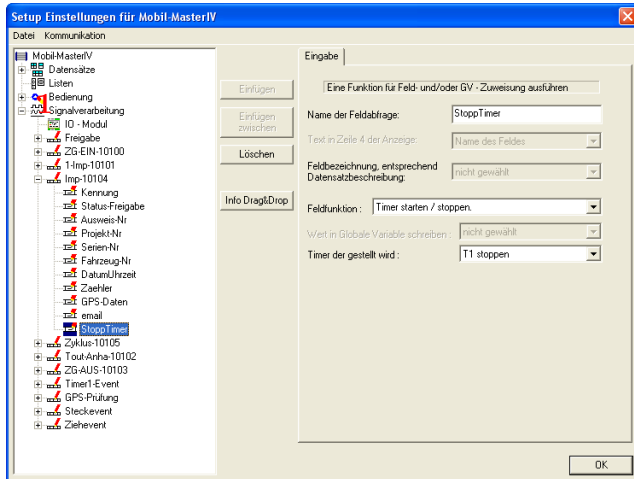 Setup Einstellungen für Mobil-MasterIV
Datei Kommunikation
Mobil-MasterIV
Datensätze
Listen
Bedienung
Signalverarbeitung
IO - Modul
Freigabe
ZG-EIN-10100
1-Imp-10101
Imp-10104
Kennung
Status-Freigabe
Ausweis-Nr
Projekt-Nr
Serien-Nr
Fahrzeug-Nr
DatumUhrzeit
Zaehler
GPS-Daten
email
StoppTimer
Zyklus-10105
Tout-Anha-10102
ZG-AUS-10103
Timer1-Event
GPS-Prüfung
Steckevent
Ziehevent
Einfügen
Einfügen
zwischen
Löschen
Info Drag&Drop
Eingabe
Eine Funktion für Feld- und/oder GV - Zuweisung ausführen
Name der Feldabfrage: StoppTimer
Text in Zeile 4 der Anzeige: Name des Feldes
Feldbezeichnung, entsprechend
Datensatzbeschreibung: nicht gewählt
Feldfunktion : Timer starten / stoppen.
Wert in Globale Variable schreiben : nicht gewählt
Timer der gestellt wird : T1 stoppen
OK